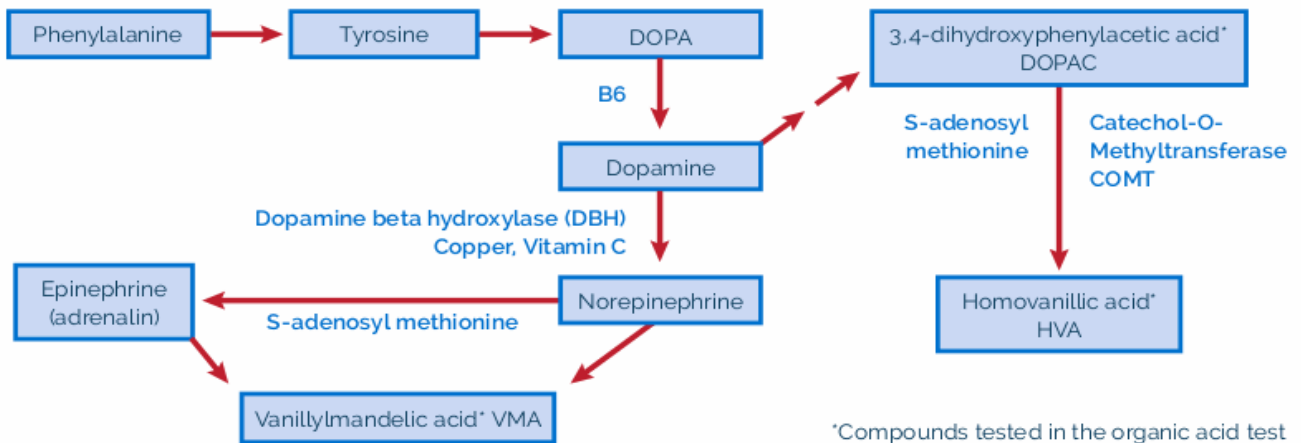 Phenylalanine
Tyrosine
DOPA
3,4-dihydroxyphenylacetic acid*
DOPAC
B6
S-adenosyl
methionine
Catechol-O-
Methyltransferase
COMT
Dopamine
Dopamine beta hydroxylase (DBH)
Copper, Vitamin C
Epinephrine
(adrenalin)
S-adenosyl methionine
Norepinephrine
Homovanillic acid*
HVA
Vanillylmandelic acid* VMA
*Compounds tested in the organic acid test